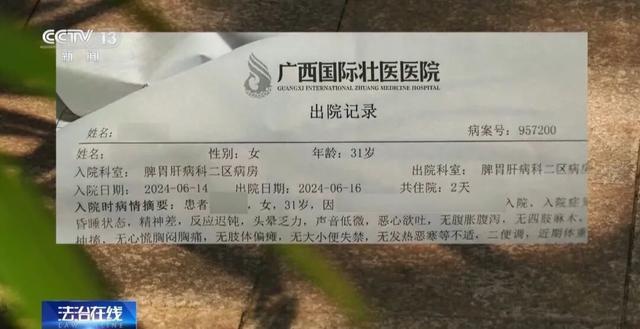 CCTV 13
新闻
广西国际壮医医院
GUANGXI INTERNATIONAL ZHUANG MEDICINE HOSPITAL
出院记录
姓名: 病案号: 957200
姓名: 性别: 女 年龄: 31岁
入院科室: 脾胃肝病科二区病房 出院科室: 脾胃肝病科二区病房
入院日期: 2024-06-14 出院日期: 2024-06-16 共住院: 2天
入院时病情摘要: 患者 , 女, 31岁, 因 入院, 入院症
昏睡状态, 精神差, 反应迟钝, 头晕乏力, 声音低微, 恶心欲吐, 无腹胀腹泻, 无四肢麻木,
抽搐, 无心慌胸闷胸痛, 无肢体偏瘫, 无大小便失禁, 无发热恶寒等不适, 二便调, 近期体重
法治在线